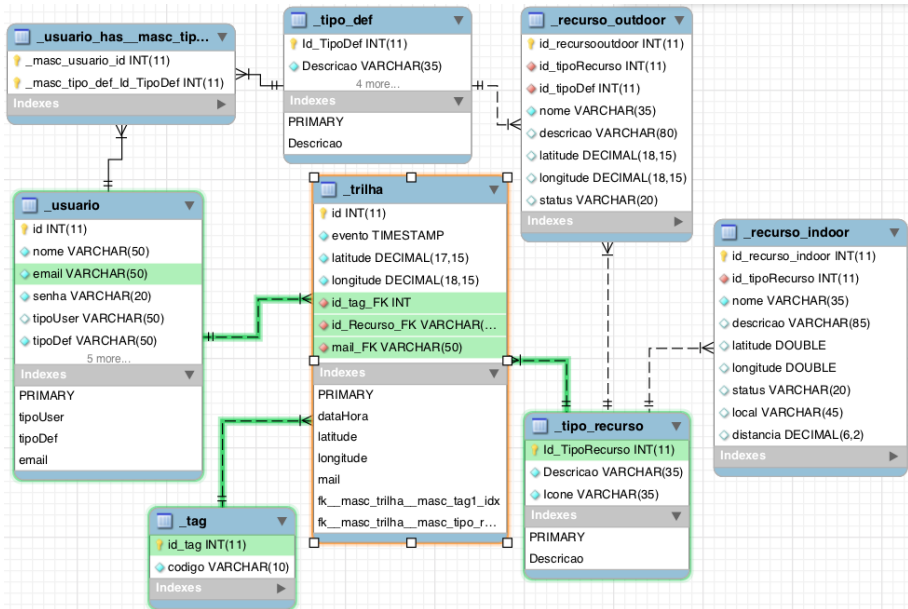 _usuario_has__masc_tip...
_masc_usuario_id INT(11)
_masc_tipo_def_Id_TipoDef INT(11)
Indexes
_tipo_def
Id_TipoDef INT(11)
Descricao VARCHAR(35)
4 more...
Indexes
PRIMARY
Descricao
_recurso_outdoor
id_recursooutdoor INT(11)
id_tipoRecurso INT(11)
id_tipoDef INT(11)
nome VARCHAR(35)
descricao VARCHAR(80)
latitude DECIMAL(18,15)
longitude DECIMAL(18,15)
status VARCHAR(20)
Indexes
_usuario
id INT(11)
nome VARCHAR(50)
email VARCHAR(50)
senha VARCHAR(20)
tipoUser VARCHAR(50)
tipoDef VARCHAR(50)
5 more...
Indexes
PRIMARY
tipoUser
tipoDef
email
_trilha
id INT(11)
evento TIMESTAMP
latitude DECIMAL(17,15)
longitude DECIMAL(18,15)
id_tag_FK INT
id_Recurso_FK VARCHAR(...
mail_FK VARCHAR(50)
Indexes
PRIMARY
dataHora
latitude
longitude
mail
fk__masc_trilha__masc_tag1_idx
fk__masc_trilha__masc_tipo_r...
_recurso_indoor
id_recurso_indoor INT(11)
id_tipoRecurso INT(11)
nome VARCHAR(35)
descricao VARCHAR(85)
latitude DOUBLE
longitude DOUBLE
status VARCHAR(20)
local VARCHAR(45)
distancia DECIMAL(6,2)
Indexes
_tipo_recurso
Id_TipoRecurso INT(11)
Descricao VARCHAR(35)
Icone VARCHAR(35)
Indexes
PRIMARY
Descricao
_tag
id_tag INT(11)
codigo VARCHAR(10)
Indexes